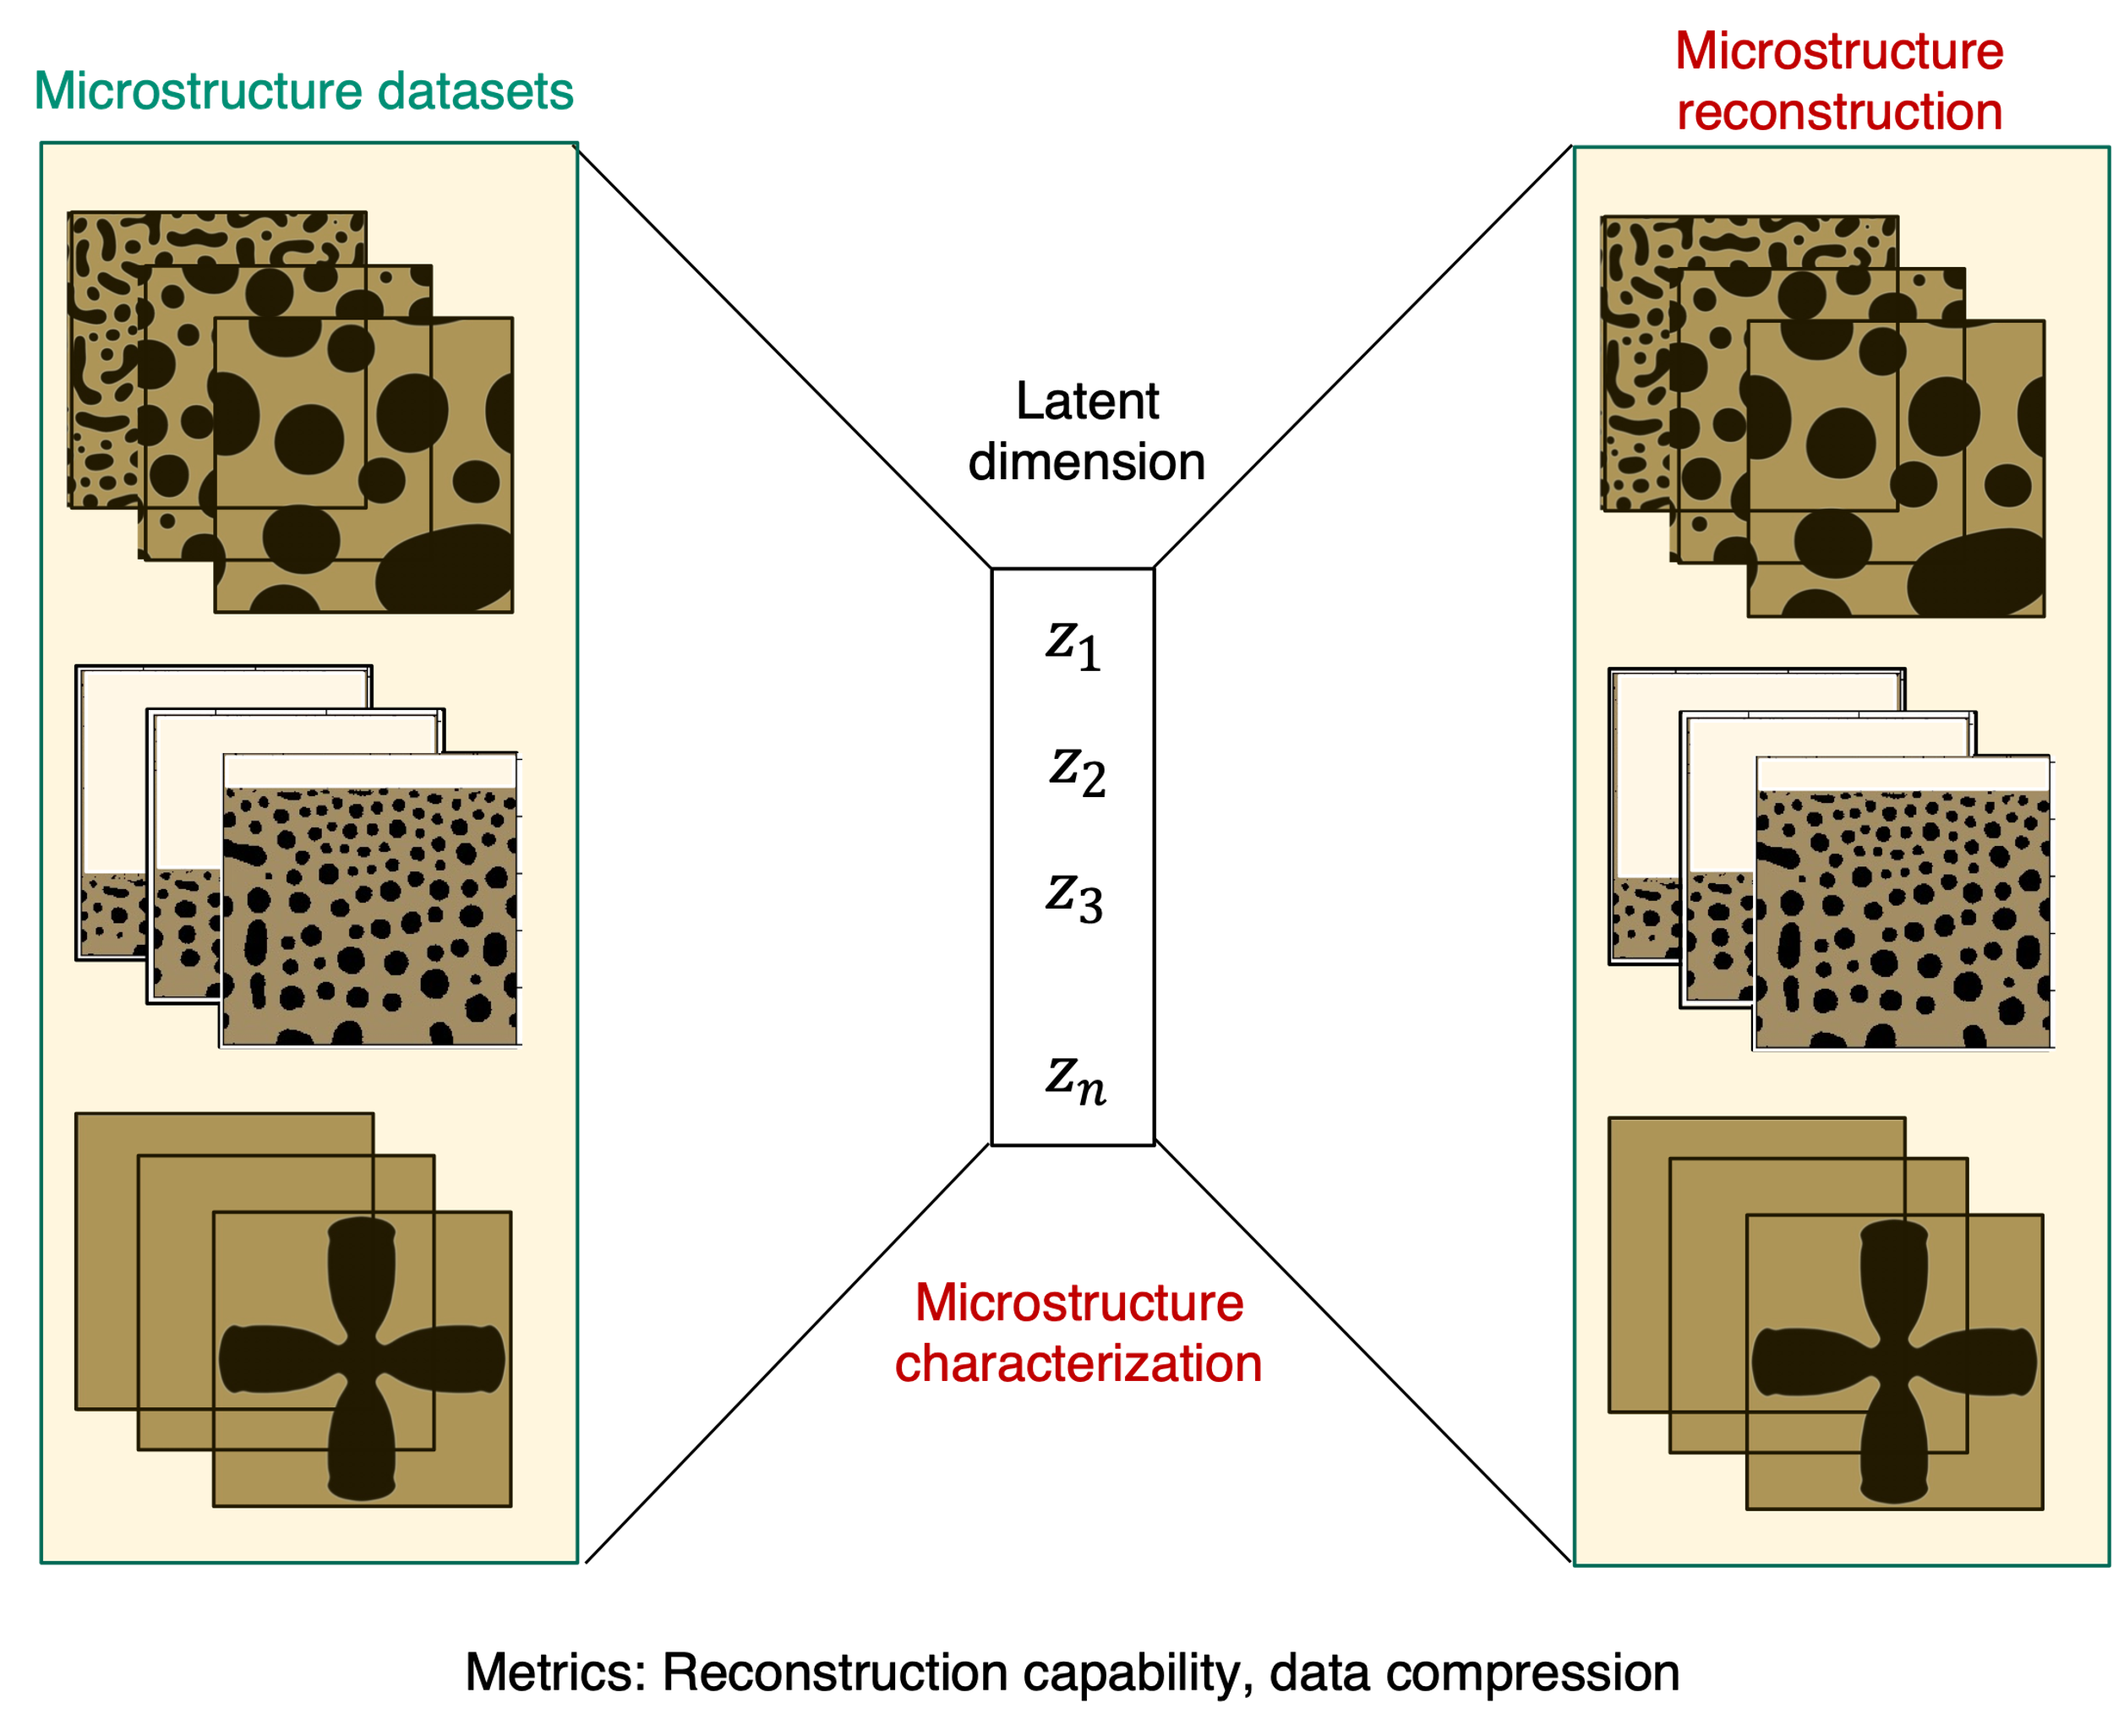 Microstructure datasets
Microstructure
reconstruction
Latent
dimension
z1
z2
z3
zn
Microstructure
characterization
Metrics: Reconstruction capability, data compression